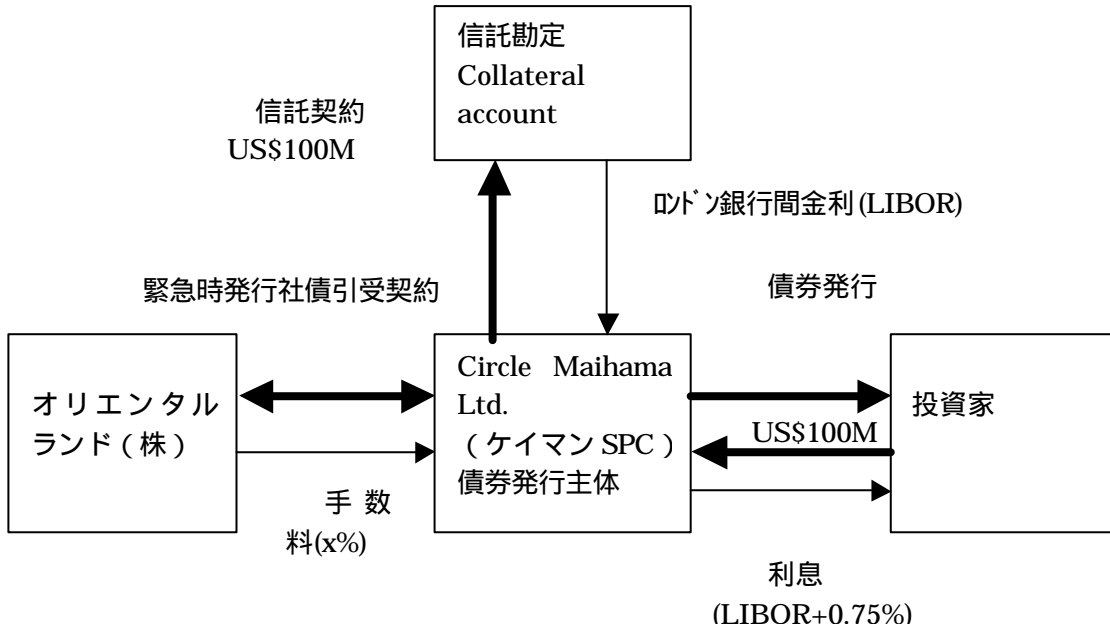 信託勘定
Collateral
account
信託契約
US$100M
ﾛﾝﾄﾞﾝ銀行間金利(LIBOR)
緊急時発行社債引受契約
債券発行
オリエンタル
ランド(株)
Circle Maihama
Ltd.
(ケイマン SPC)
債券発行主体
投資家
US$100M
手 数
料(x%)
利息
(LIBOR+0.75%)